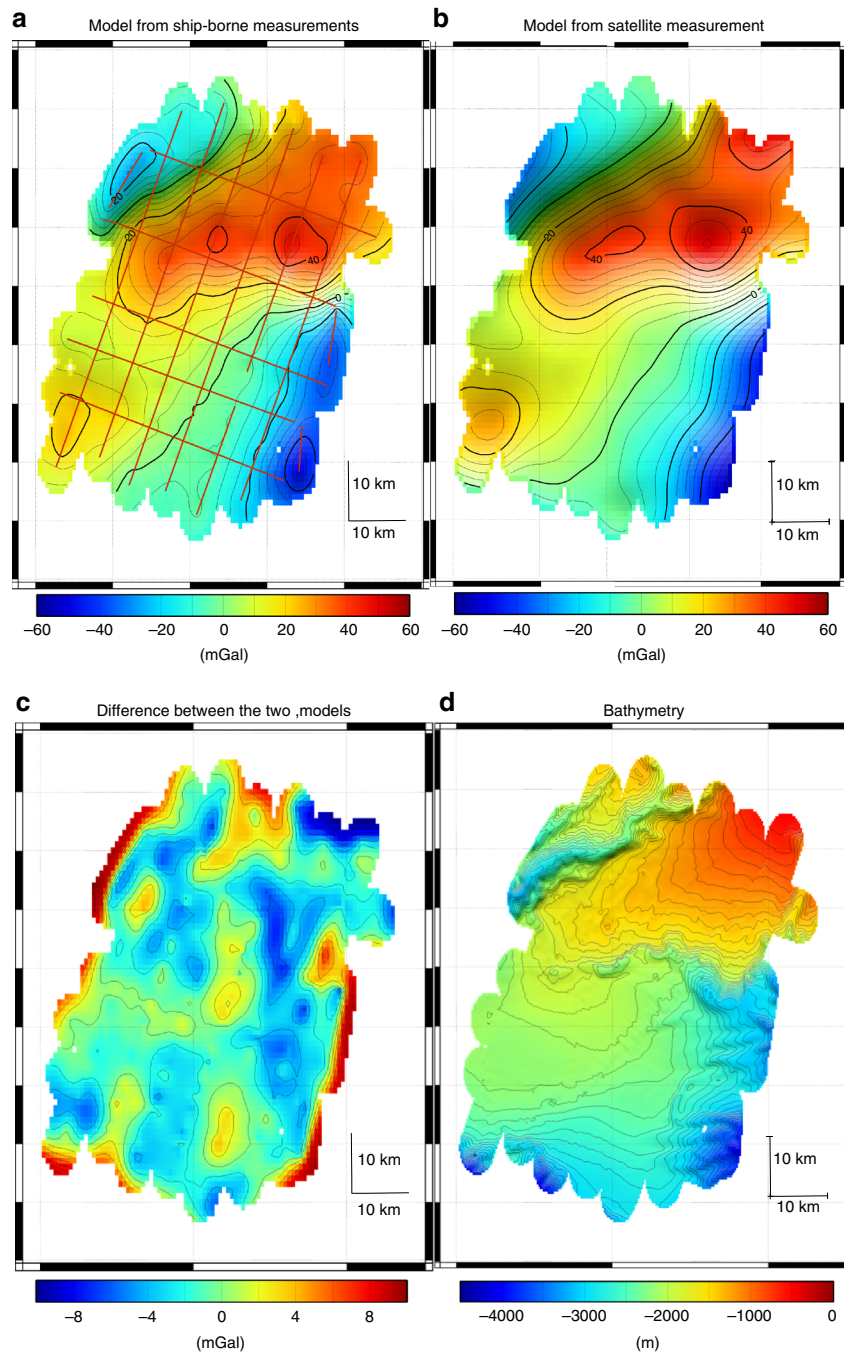 a
Model from ship-borne measurements
20
20
40
0
10 km
10 km
−60 −40 −20 0 20 40 60
(mGal)
b
Model from satellite measurement
20
40
40
0
10 km
10 km
−60 −40 −20 0 20 40 60
(mGal)
c
Difference between the two ,models
10 km
10 km
−8 −4 0 4 8
(mGal)
d
Bathymetry
10 km
10 km
−4000 −3000 −2000 −1000 0
(m)